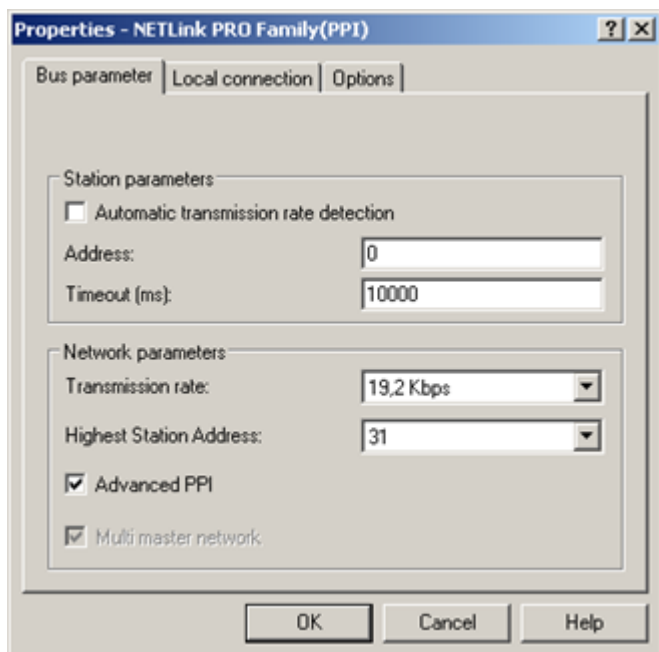 Properties - NETLink PRO Family(PPI)
Bus parameter Local connection Options
Station parameters
Automatic transmission rate detection
Address: 0
Timeout (ms): 10000
Network parameters
Transmission rate: 19,2 Kbps
Highest Station Address: 31
Advanced PPI
Multi master network
OK Cancel Help